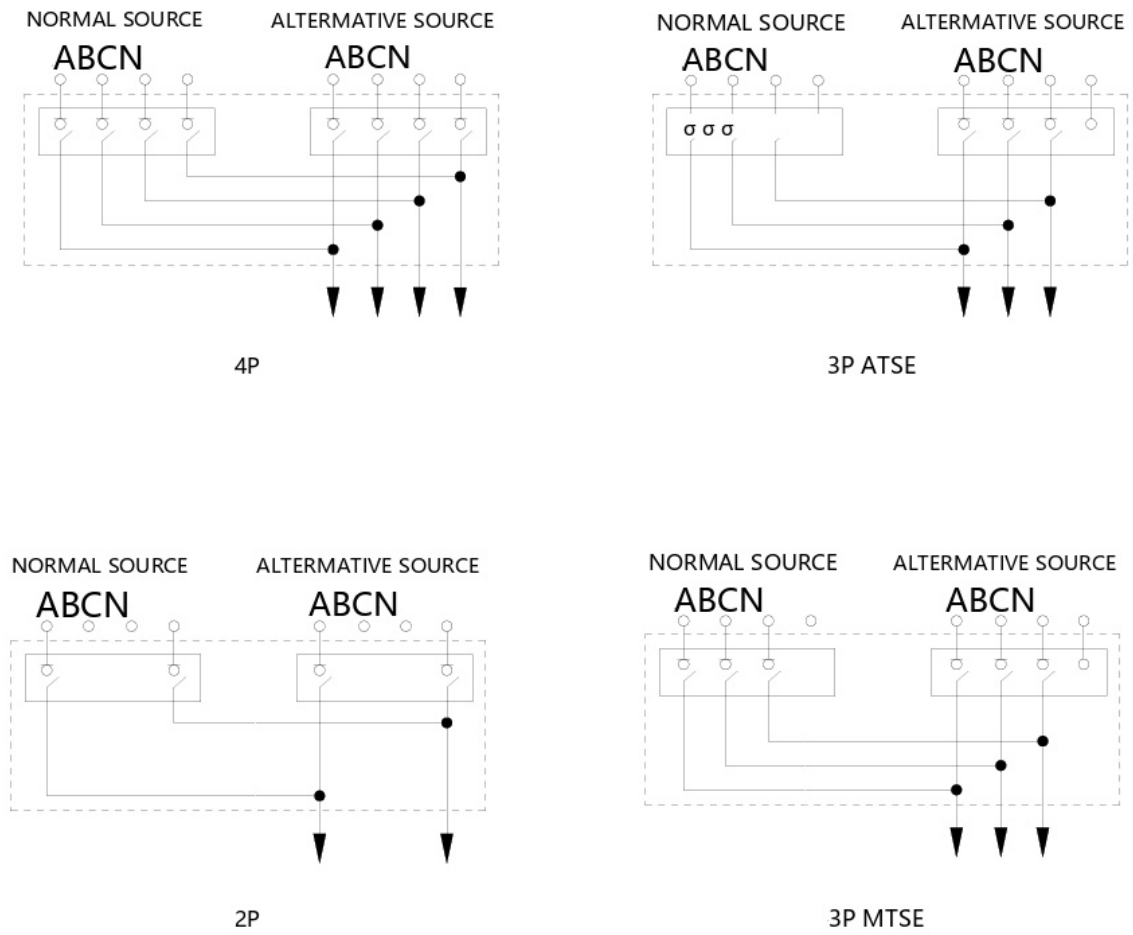 NORMAL SOURCE ALTERMATIVE SOURCE
ABCN ABCN
4P
NORMAL SOURCE ALTERMATIVE SOURCE
ABCN ABCN
σ σ σ
3P ATSE
NORMAL SOURCE ALTERMATIVE SOURCE
ABCN ABCN
2P
NORMAL SOURCE ALTERMATIVE SOURCE
ABCN ABCN
3P MTSE